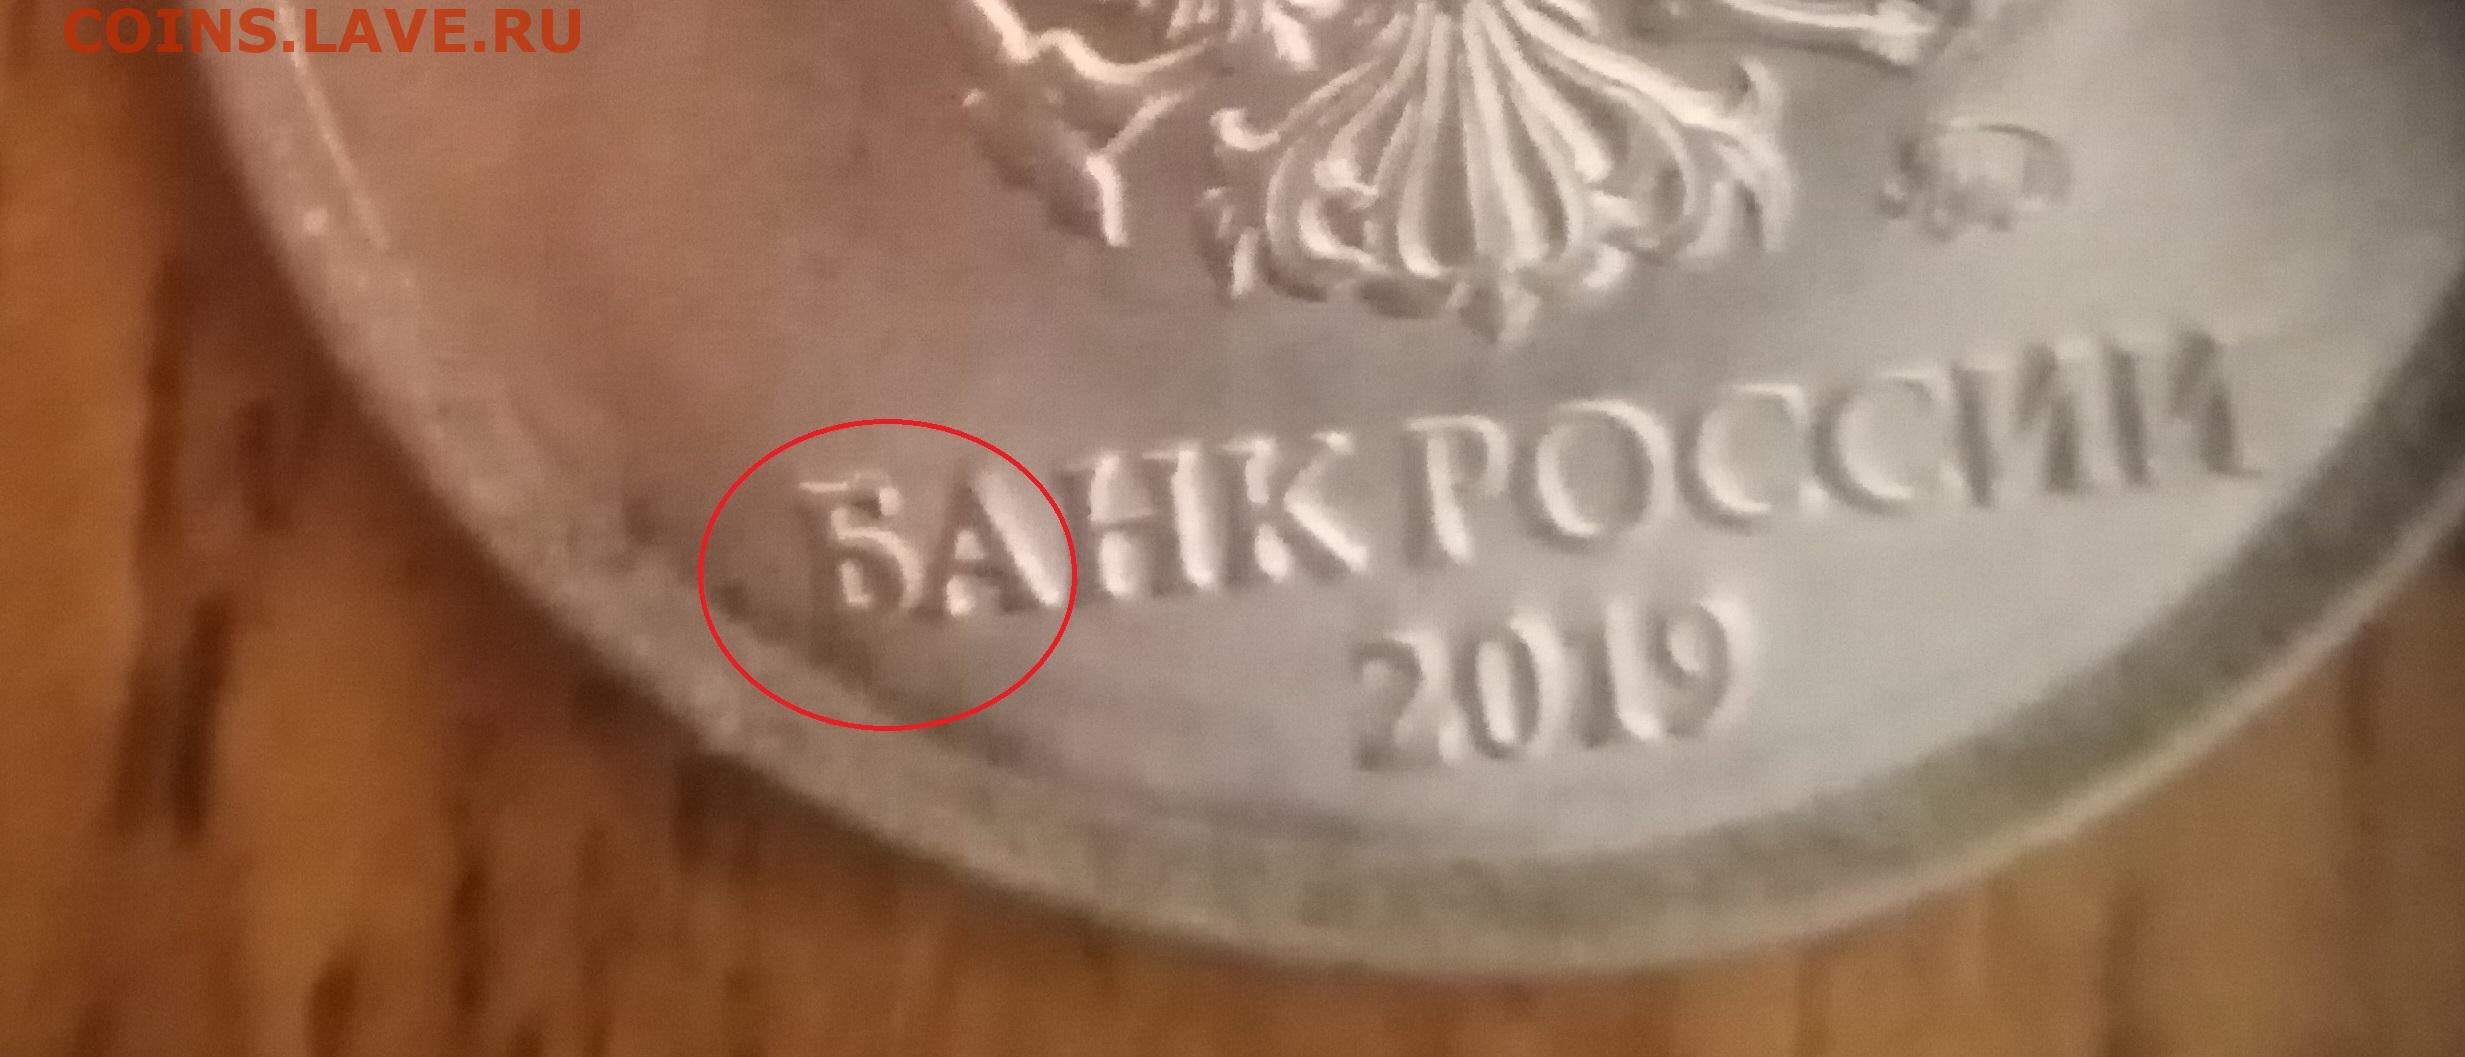 COINS.LAVE.RU
БАНК РОССИИ
2019